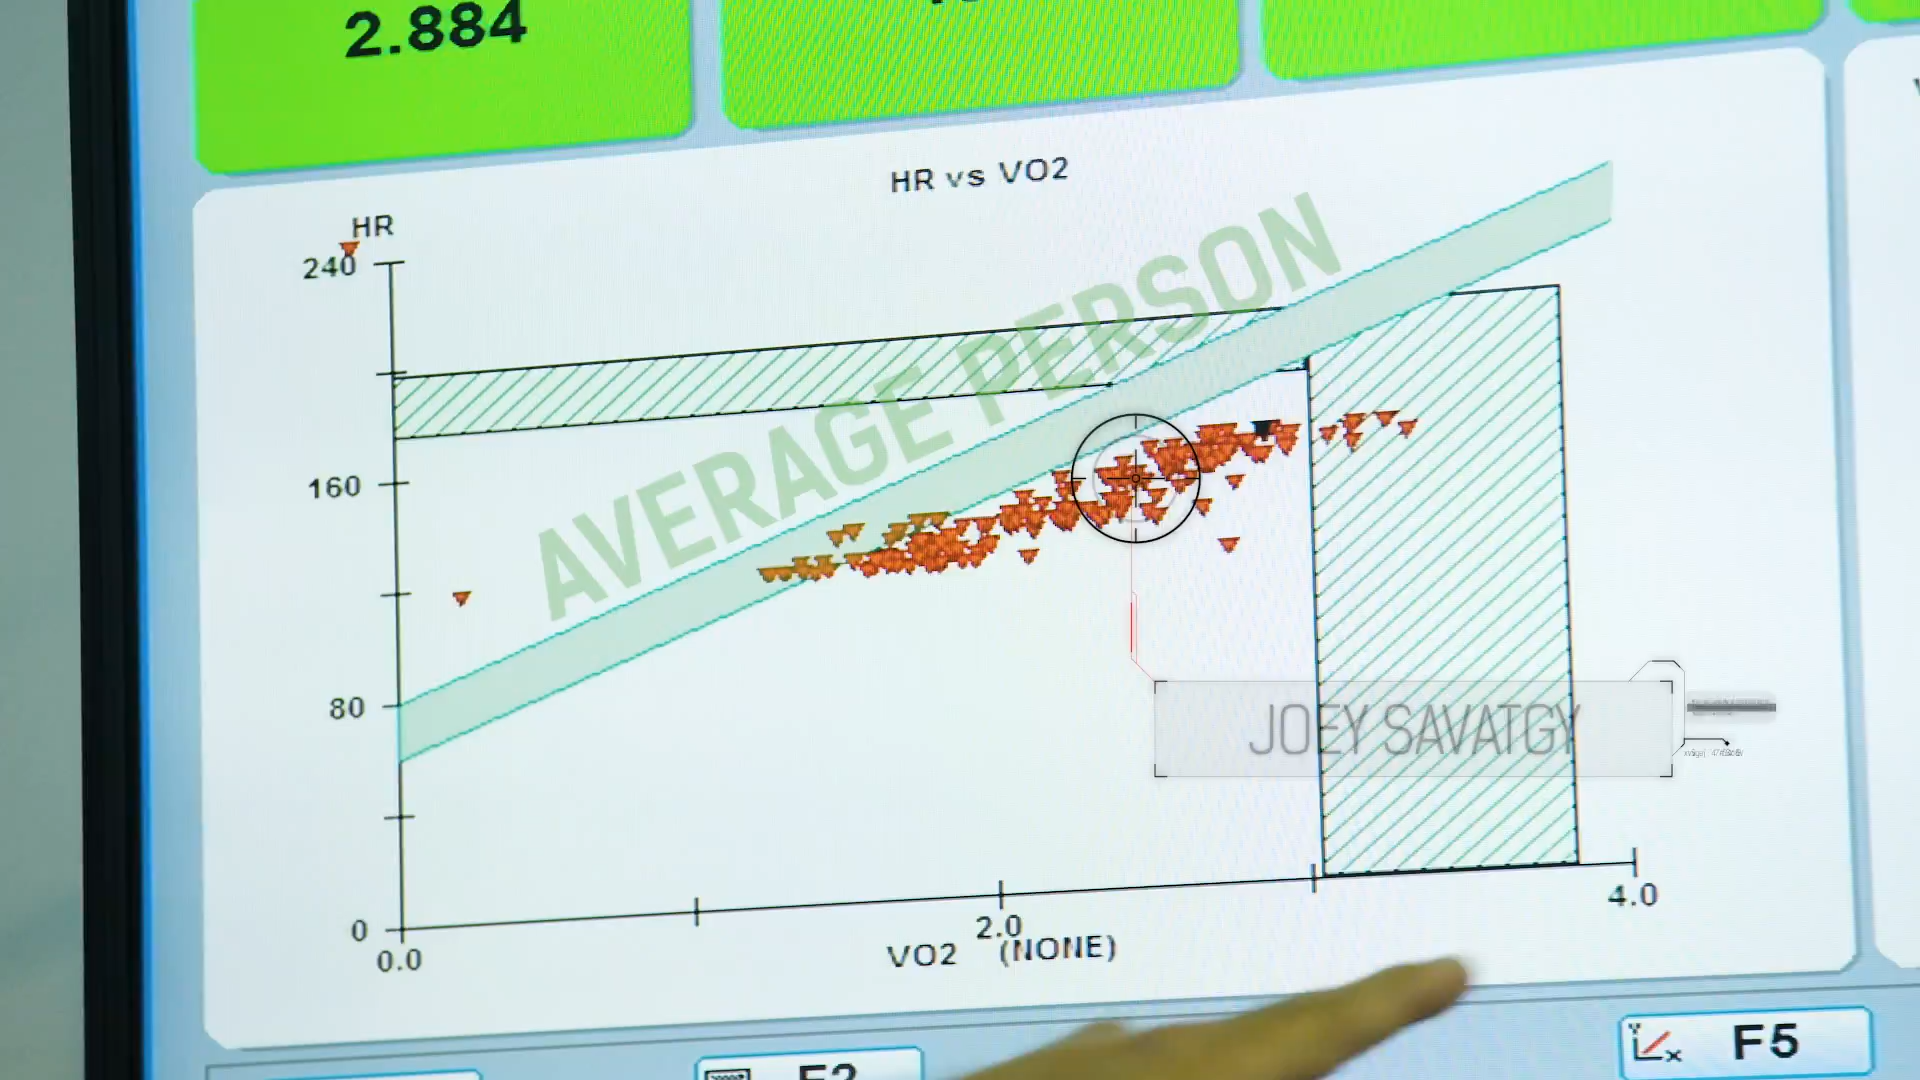 2.884
HR vs VO2
HR
240
AVERAGE PERSON
160
80
JOEY SAVATGY
0
0.0
2.0
4.0
VO2 (NONE)
F2
F5